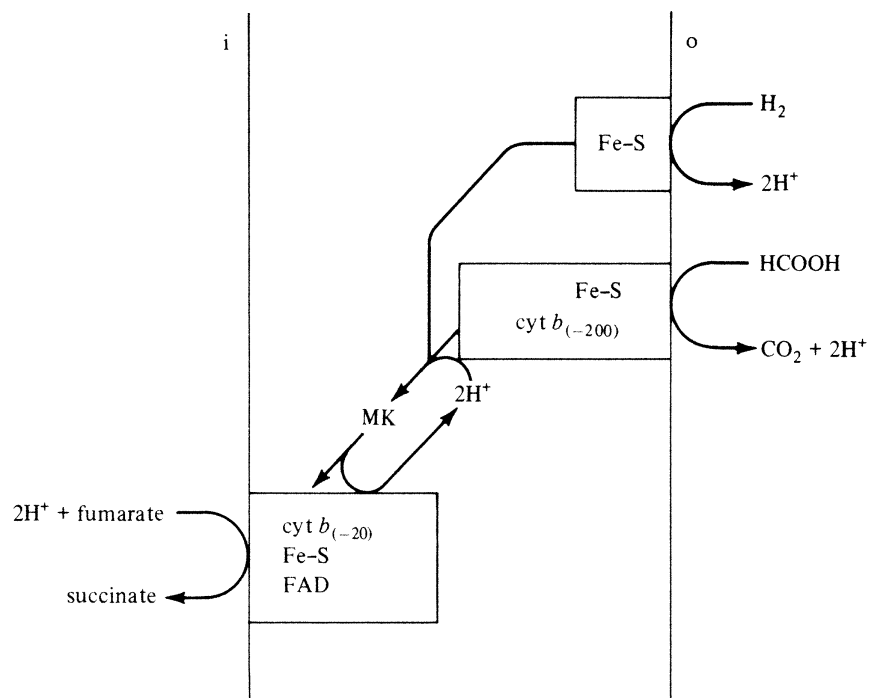 i
o
H₂
Fe–S
2H⁺
HCOOH
Fe–S
cyt b₍₋₂₀₀₎
CO₂ + 2H⁺
2H⁺
MK
2H⁺ + fumarate
cyt b₍₋₂₀₎
Fe–S
FAD
succinate